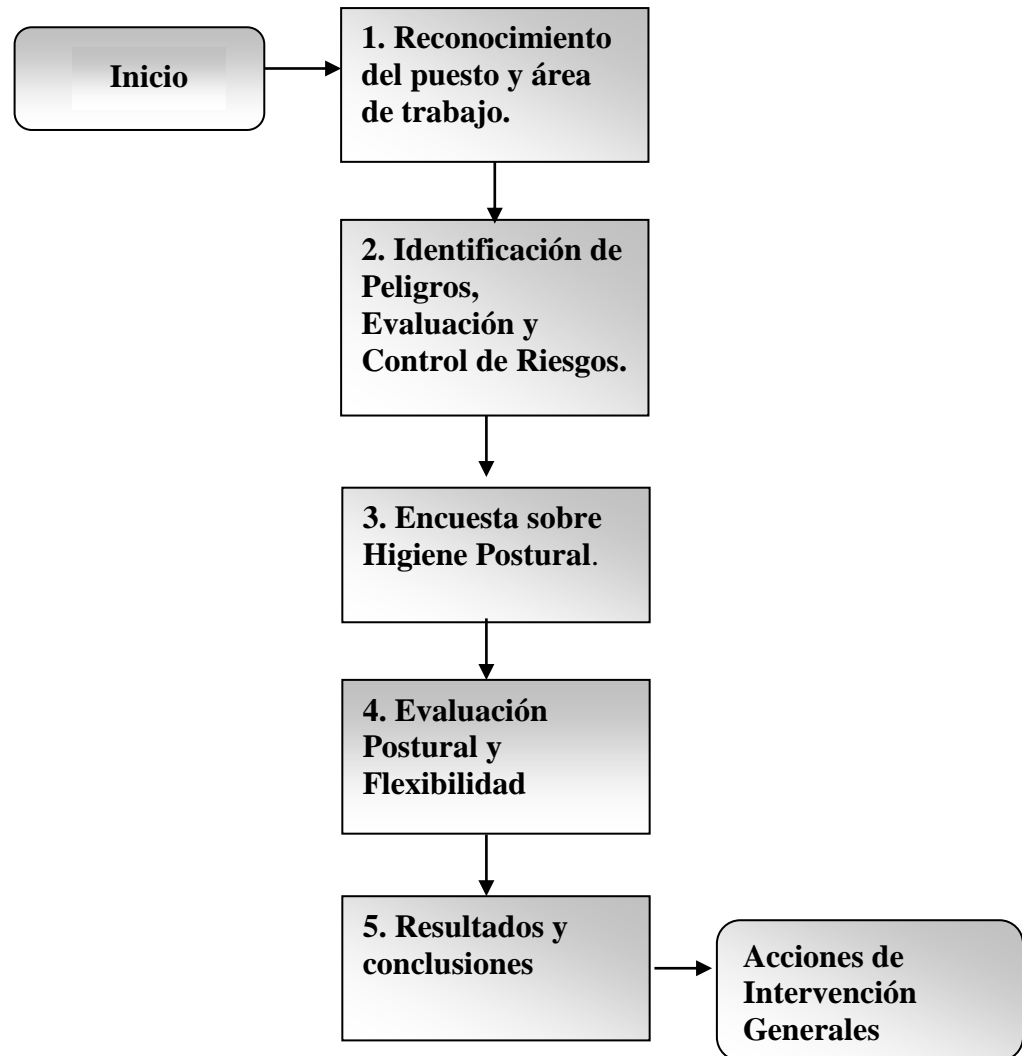 Inicio
1. Reconocimiento
del puesto y área
de trabajo.
2. Identificación de
Peligros,
Evaluación y
Control de Riesgos.
3. Encuesta sobre
Higiene Postural.
4. Evaluación
Postural y
Flexibilidad
5. Resultados y
conclusiones
Acciones de
Intervención
Generales